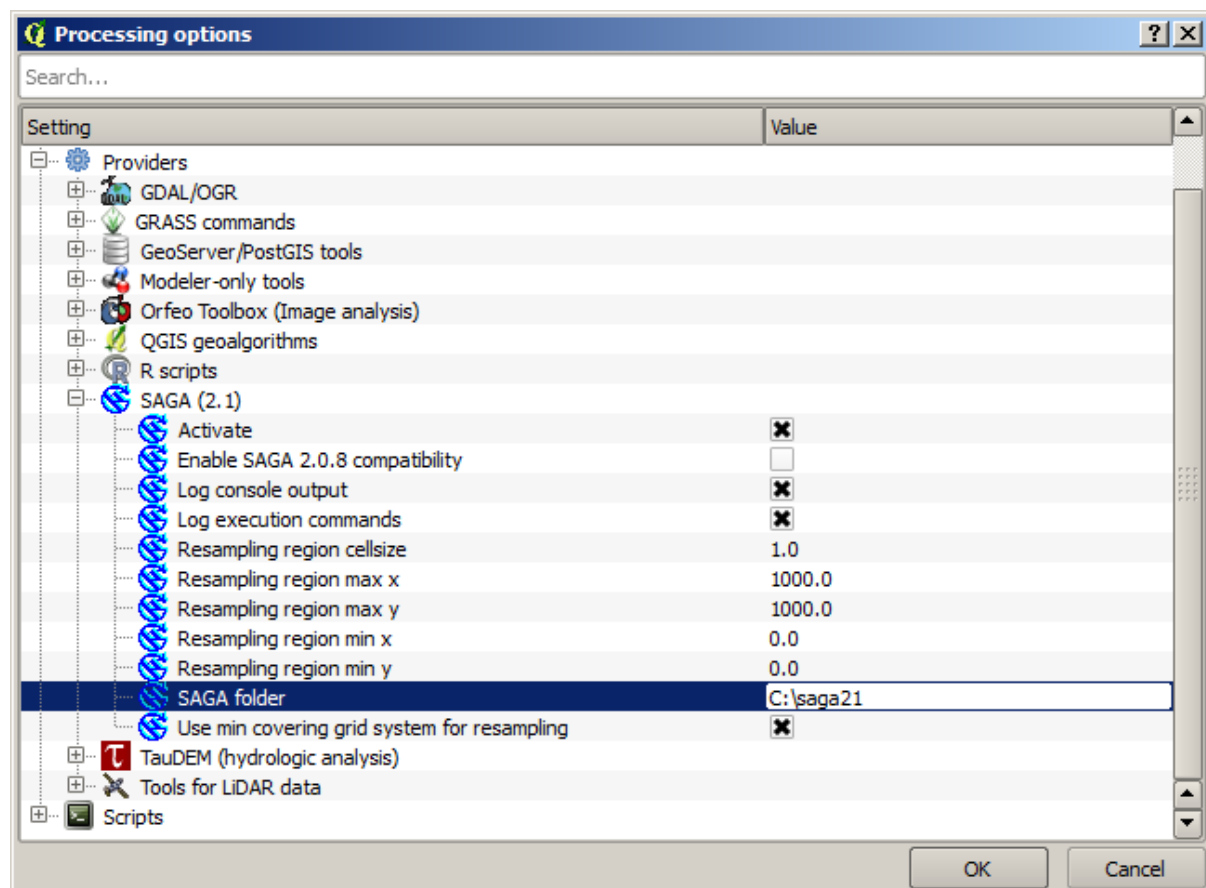 Processing options
Search...
Setting Value
Providers
GDAL/OGR
GRASS commands
GeoServer/PostGIS tools
Modeler-only tools
Orfeo Toolbox (Image analysis)
QGIS geoalgorithms
R scripts
SAGA (2.1)
Activate
Enable SAGA 2.0.8 compatibility
Log console output
Log execution commands
Resampling region cellsize 1.0
Resampling region max x 1000.0
Resampling region max y 1000.0
Resampling region min x 0.0
Resampling region min y 0.0
SAGA folder C:\saga21
Use min covering grid system for resampling
TauDEM (hydrologic analysis)
Tools for LiDAR data
Scripts
OK Cancel